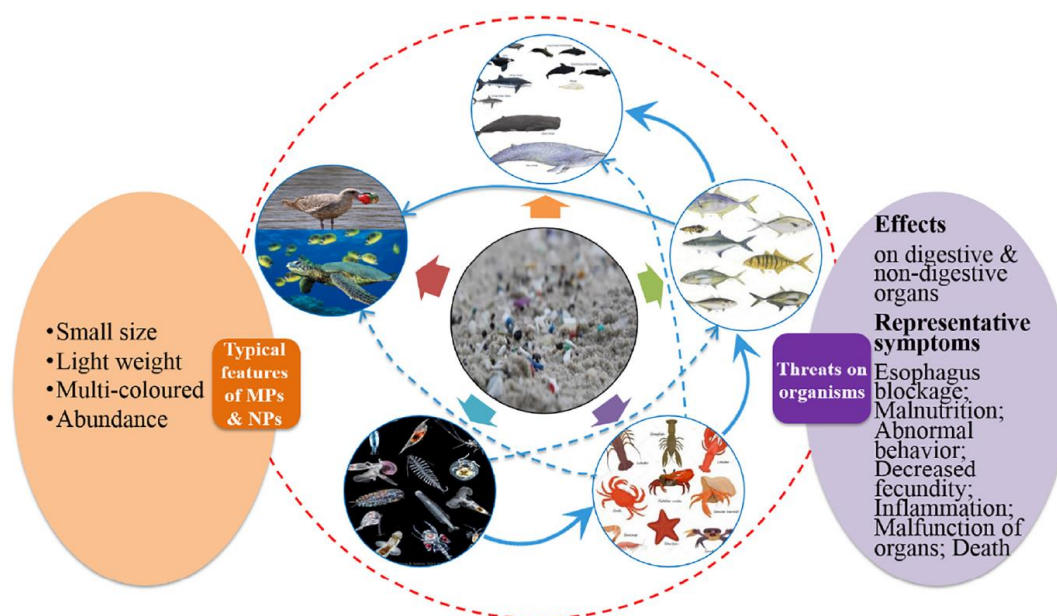 •Small size
•Light weight
•Multi-coloured
•Abundance
Typical
features
of MPs
& NPs
Threats on
organisms
Effects
on digestive &
non-digestive
organs
Representative
symptoms
Esophagus
blockage;
Malnutrition;
Abnormal
behavior;
Decreased
fecundity;
Inflammation;
Malfunction of
organs; Death
Lobster